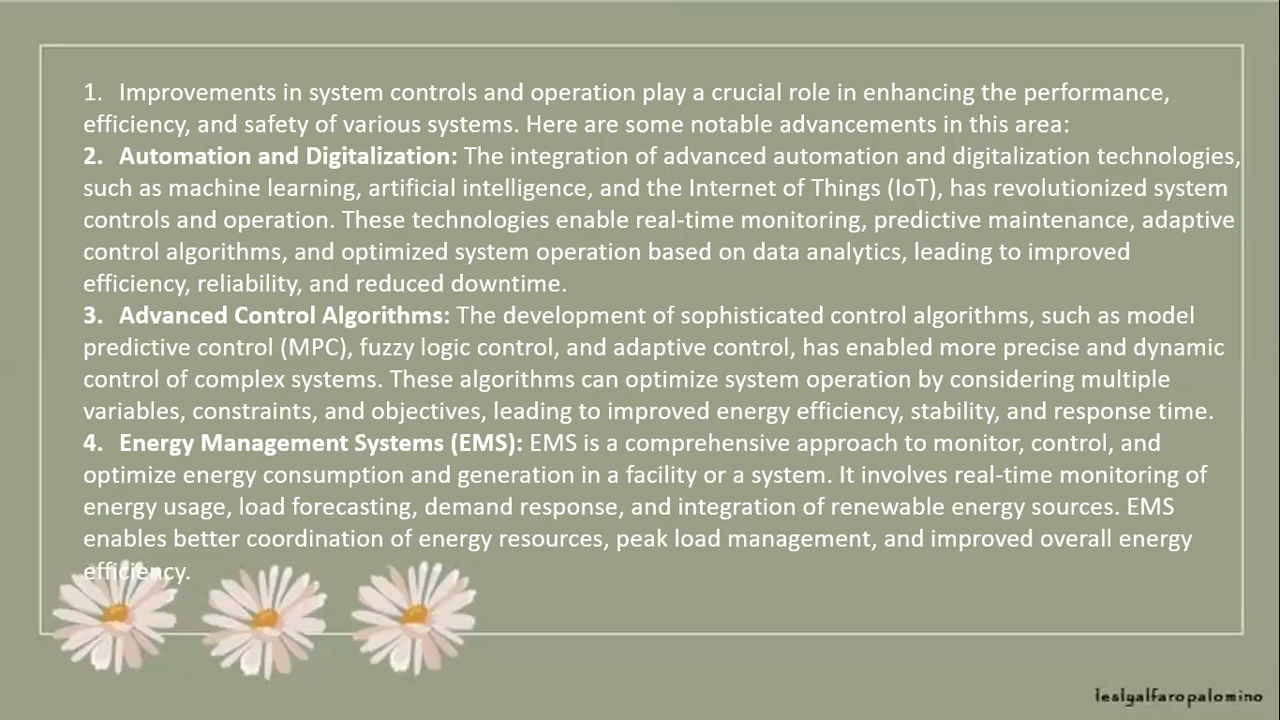 1. Improvements in system controls and operation play a crucial role in enhancing the performance,
efficiency, and safety of various systems. Here are some notable advancements in this area:
2. Automation and Digitalization: The integration of advanced automation and digitalization technologies,
such as machine learning, artificial intelligence, and the Internet of Things (IoT), has revolutionized system
controls and operation. These technologies enable real-time monitoring, predictive maintenance, adaptive
control algorithms, and optimized system operation based on data analytics, leading to improved
efficiency, reliability, and reduced downtime.
3. Advanced Control Algorithms: The development of sophisticated control algorithms, such as model
predictive control (MPC), fuzzy logic control, and adaptive control, has enabled more precise and dynamic
control of complex systems. These algorithms can optimize system operation by considering multiple
variables, constraints, and objectives, leading to improved energy efficiency, stability, and response time.
4. Energy Management Systems (EMS): EMS is a comprehensive approach to monitor, control, and
optimize energy consumption and generation in a facility or a system. It involves real-time monitoring of
energy usage, load forecasting, demand response, and integration of renewable energy sources. EMS
enables better coordination of energy resources, peak load management, and improved overall energy
efficiency.
leslyalfaropalomino